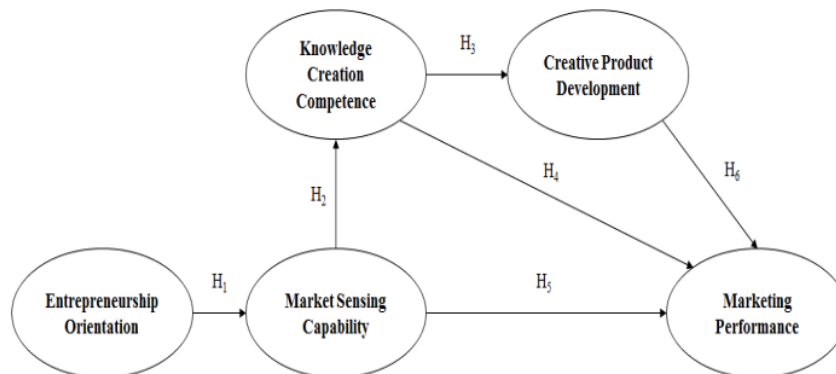 Knowledge
Creation
Competence
H3
Creative Product
Development
H2
H4
H6
Entrepreneurship
Orientation
H1
Market Sensing
Capability
H5
Marketing
Performance